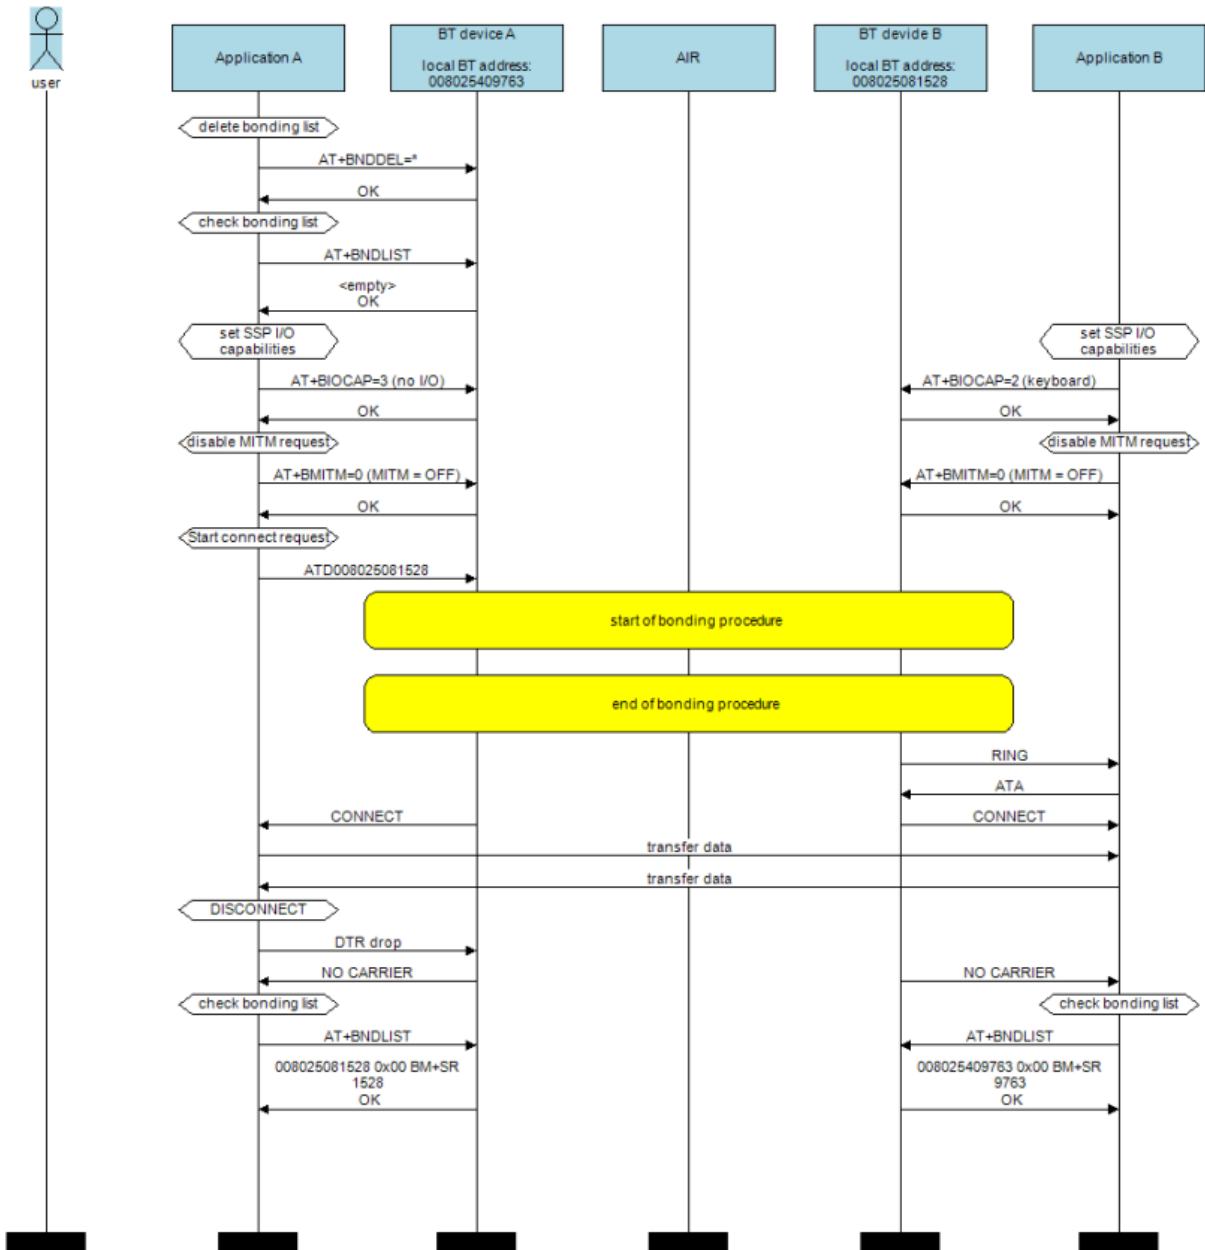 user
Application A
BT device A
local BT address:
008025409763
AIR
BT devide B
local BT address:
008025081528
Application B
delete bonding list
AT+BNDDEL=*
OK
check bonding list
AT+BNDLIST
<empty>
OK
set SSP I/O
capabilities
set SSP I/O
capabilities
AT+BIOCAP=3 (no I/O)
AT+BIOCAP=2 (keyboard)
OK
OK
disable MITM request
disable MITM request
AT+BMITM=0 (MITM = OFF)
AT+BMITM=0 (MITM = OFF)
OK
OK
Start connect request
ATD008025081528
start of bonding procedure
end of bonding procedure
RING
ATA
CONNECT
CONNECT
transfer data
transfer data
DISCONNECT
DTR drop
NO CARRIER
NO CARRIER
check bonding list
check bonding list
AT+BNDLIST
AT+BNDLIST
008025081528 0x00 BM+SR
1528
OK
008025409763 0x00 BM+SR
9763
OK